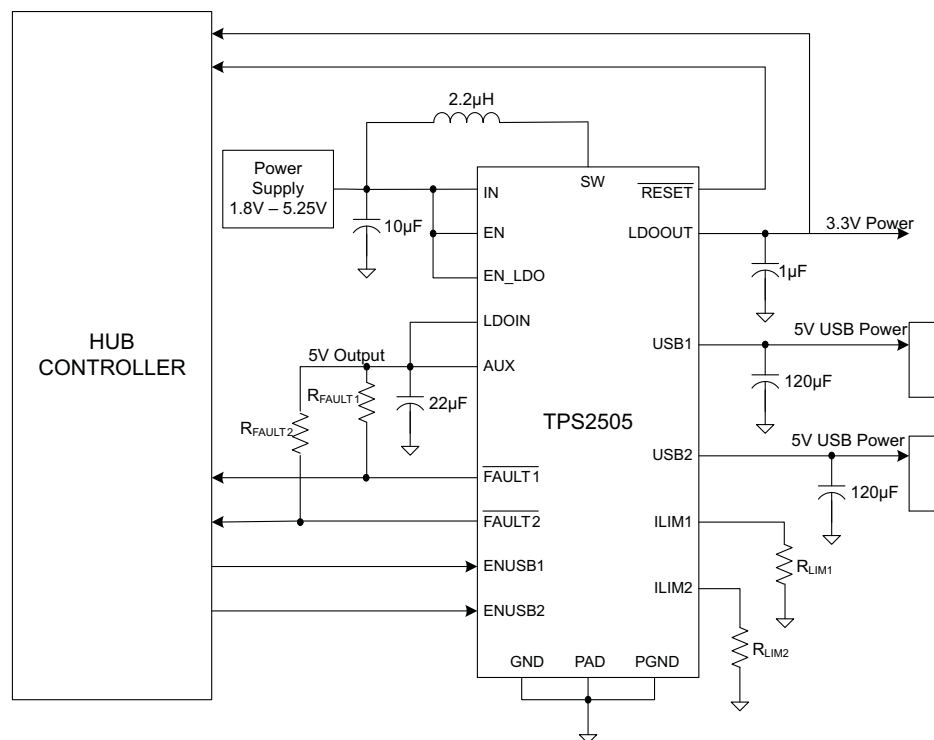 2.2µH
Power
Supply
1.8V – 5.25V
10µF
HUB
CONTROLLER
5V Output
RFAULT1
RFAULT2
22µF
SW
IN
EN
EN_LDO
LDOIN
AUX
FAULT1
FAULT2
ENUSB1
ENUSB2
TPS2505
RESET
LDOOUT
USB1
USB2
ILIM1
ILIM2
GND PAD PGND
3.3V Power
1µF
5V USB Power
120µF
5V USB Power
120µF
RLIM1
RLIM2